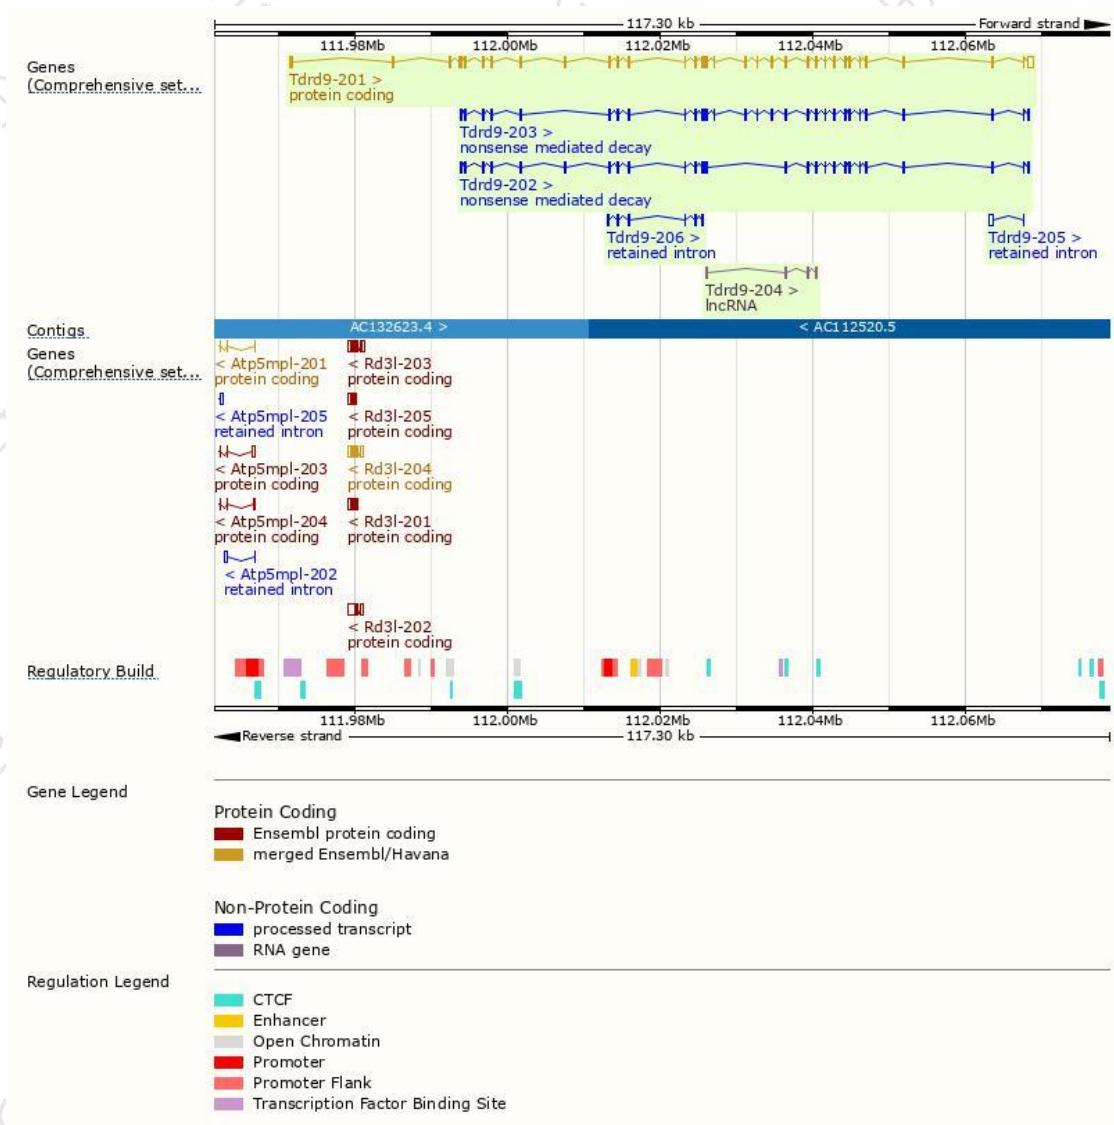 117.30 kb Forward strand
111.98Mb 112.00Mb 112.02Mb 112.04Mb 112.06Mb
Genes
(Comprehensive set...
Tdrd9-201 >
protein coding
Tdrd9-203 >
nonsense mediated decay
Tdrd9-202 >
nonsense mediated decay
Tdrd9-206 > Tdrd9-205 >
retained intron retained intron
Tdrd9-204 >
lncRNA
Contigs AC132623.4 > < AC112520.5
Genes
(Comprehensive set...
< Atp5mpl-201 < Rd3l-203
protein coding protein coding
< Atp5mpl-205 < Rd3l-205
retained intron protein coding
< Atp5mpl-203 < Rd3l-204
protein coding protein coding
< Atp5mpl-204 < Rd3l-201
protein coding protein coding
< Atp5mpl-202
retained intron
< Rd3l-202
protein coding
Regulatory Build
111.98Mb 112.00Mb 112.02Mb 112.04Mb 112.06Mb
Reverse strand 117.30 kb
Gene Legend
Protein Coding
Ensembl protein coding
merged Ensembl/Havana
Non-Protein Coding
processed transcript
RNA gene
Regulation Legend
CTCF
Enhancer
Open Chromatin
Promoter
Promoter Flank
Transcription Factor Binding Site